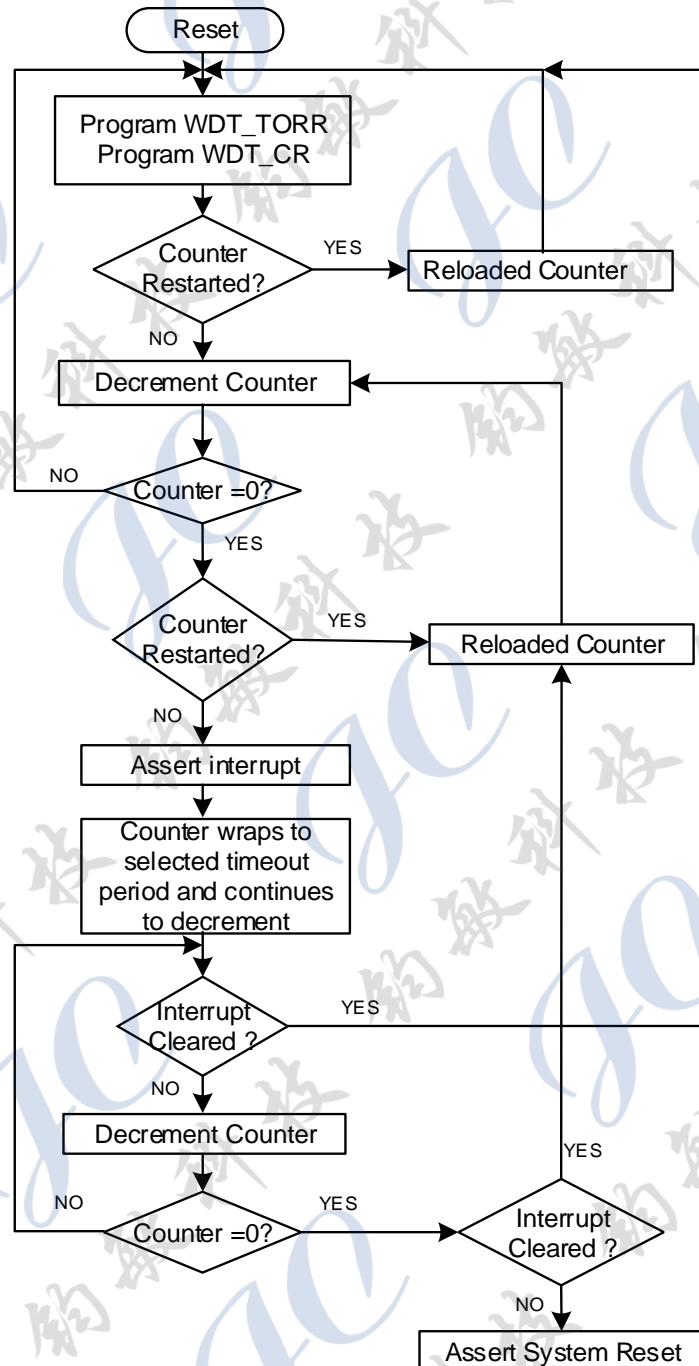 Reset
Program WDT_TORR
Program WDT_CR
Counter
Restarted?
YES
Reloaded Counter
NO
Decrement Counter
NO
Counter =0?
YES
Counter
Restarted?
YES
Reloaded Counter
NO
Assert interrupt
Counter wraps to
selected timeout
period and continues
to decrement
Interrupt
Cleared ?
YES
NO
Decrement Counter
NO
Counter =0?
YES
YES
Interrupt
Cleared ?
NO
Assert System Reset